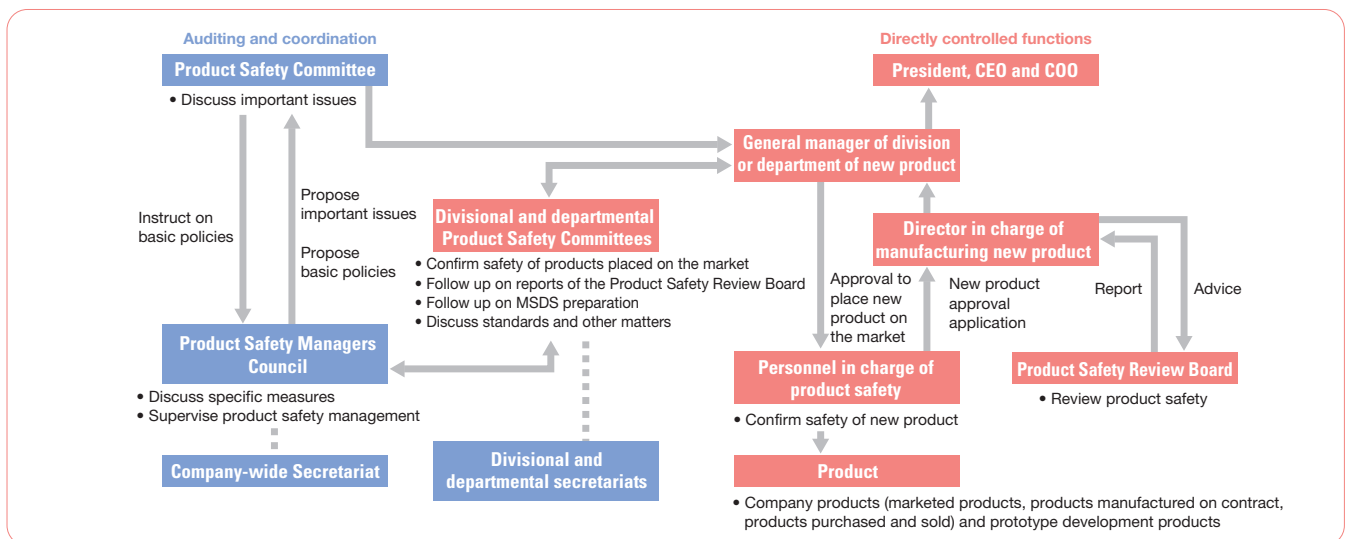 Auditing and coordination
Product Safety Committee
• Discuss important issues
Instruct on
basic policies
Propose
important issues
Propose
basic policies
Product Safety Managers
Council
• Discuss specific measures
• Supervise product safety management
Company-wide Secretariat
Divisional and departmental
Product Safety Committees
• Confirm safety of products placed on the market
• Follow up on reports of the Product Safety Review Board
• Follow up on MSDS preparation
• Discuss standards and other matters
Divisional and
departmental secretariats
Directly controlled functions
President, CEO and COO
General manager of division
or department of new product
Director in charge of
manufacturing new product
Approval to
place new
product on
the market
New product
approval
application
Report
Advice
Personnel in charge of
product safety
• Confirm safety of new product
Product Safety Review Board
• Review product safety
Product
• Company products (marketed products, products manufactured on contract,
products purchased and sold) and prototype development products